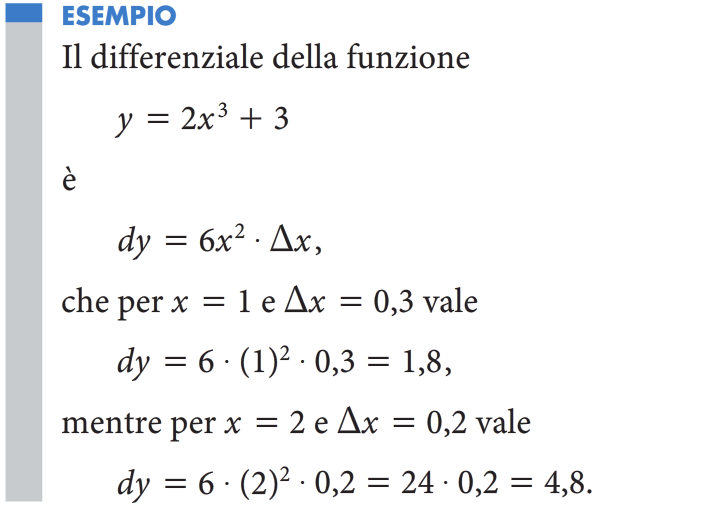 ESEMPIO
Il differenziale della funzione
y = 2x³ + 3
è
dy = 6x² · Δx,
che per x = 1 e Δx = 0,3 vale
dy = 6 · (1)² · 0,3 = 1,8,
mentre per x = 2 e Δx = 0,2 vale
dy = 6 · (2)² · 0,2 = 24 · 0,2 = 4,8.